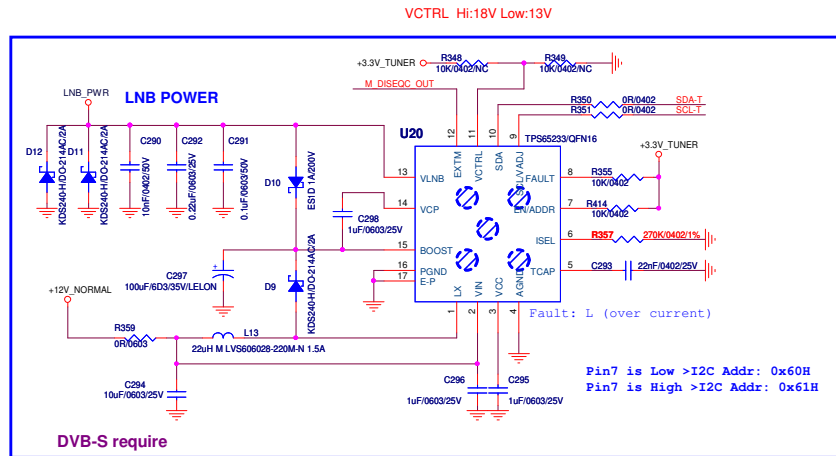 VCTRL Hi:18V Low:13V
+3.3V_TUNER
R348
10K/0402/NC
R349
10K/0402/NC
M_DISEQC_OUT
LNB_PWR
LNB POWER
R350
0R/0402
SDA-T
R351
0R/0402
SCL-T
U20
TPS65233/QFN16
12
11
10
9
EXTM
VCTRL
SDA
SCL/VADJ
+3.3V_TUNER
D12
KDS240-H/DO-214AC/2A
D11
KDS240-H/DO-214AC/2A
C290
10nF/0402/50V
C292
0.22uF/0603/25V
C291
0.1uF/0603/50V
D10
ES1D 1A/200V
13
VLNB
14
VCP
15
BOOST
16
PGND
17
E-P
FAULT
8
R355
10K/0402
EN/ADDR
7
R414
10K/0402
ISEL
6
R357
270K/0402/1%
TCAP
5
C293
22nF/0402/25V
C298
1uF/0603/25V
C297
100uF/6D3/35V/LELON
D9
KDS240-H/DO-214AC/2A
LX
VIN
VCC
AGND
1
2
3
4
+12V_NORMAL
R359
0R/0603
L13
22uH M LVS606028-220M-N 1.5A
Fault: L (over current)
C294
10uF/0603/25V
C296
1uF/0603/25V
C295
1uF/0603/25V
Pin7 is Low >I2C Addr: 0x60H
Pin7 is High >I2C Addr: 0x61H
DVB-S require